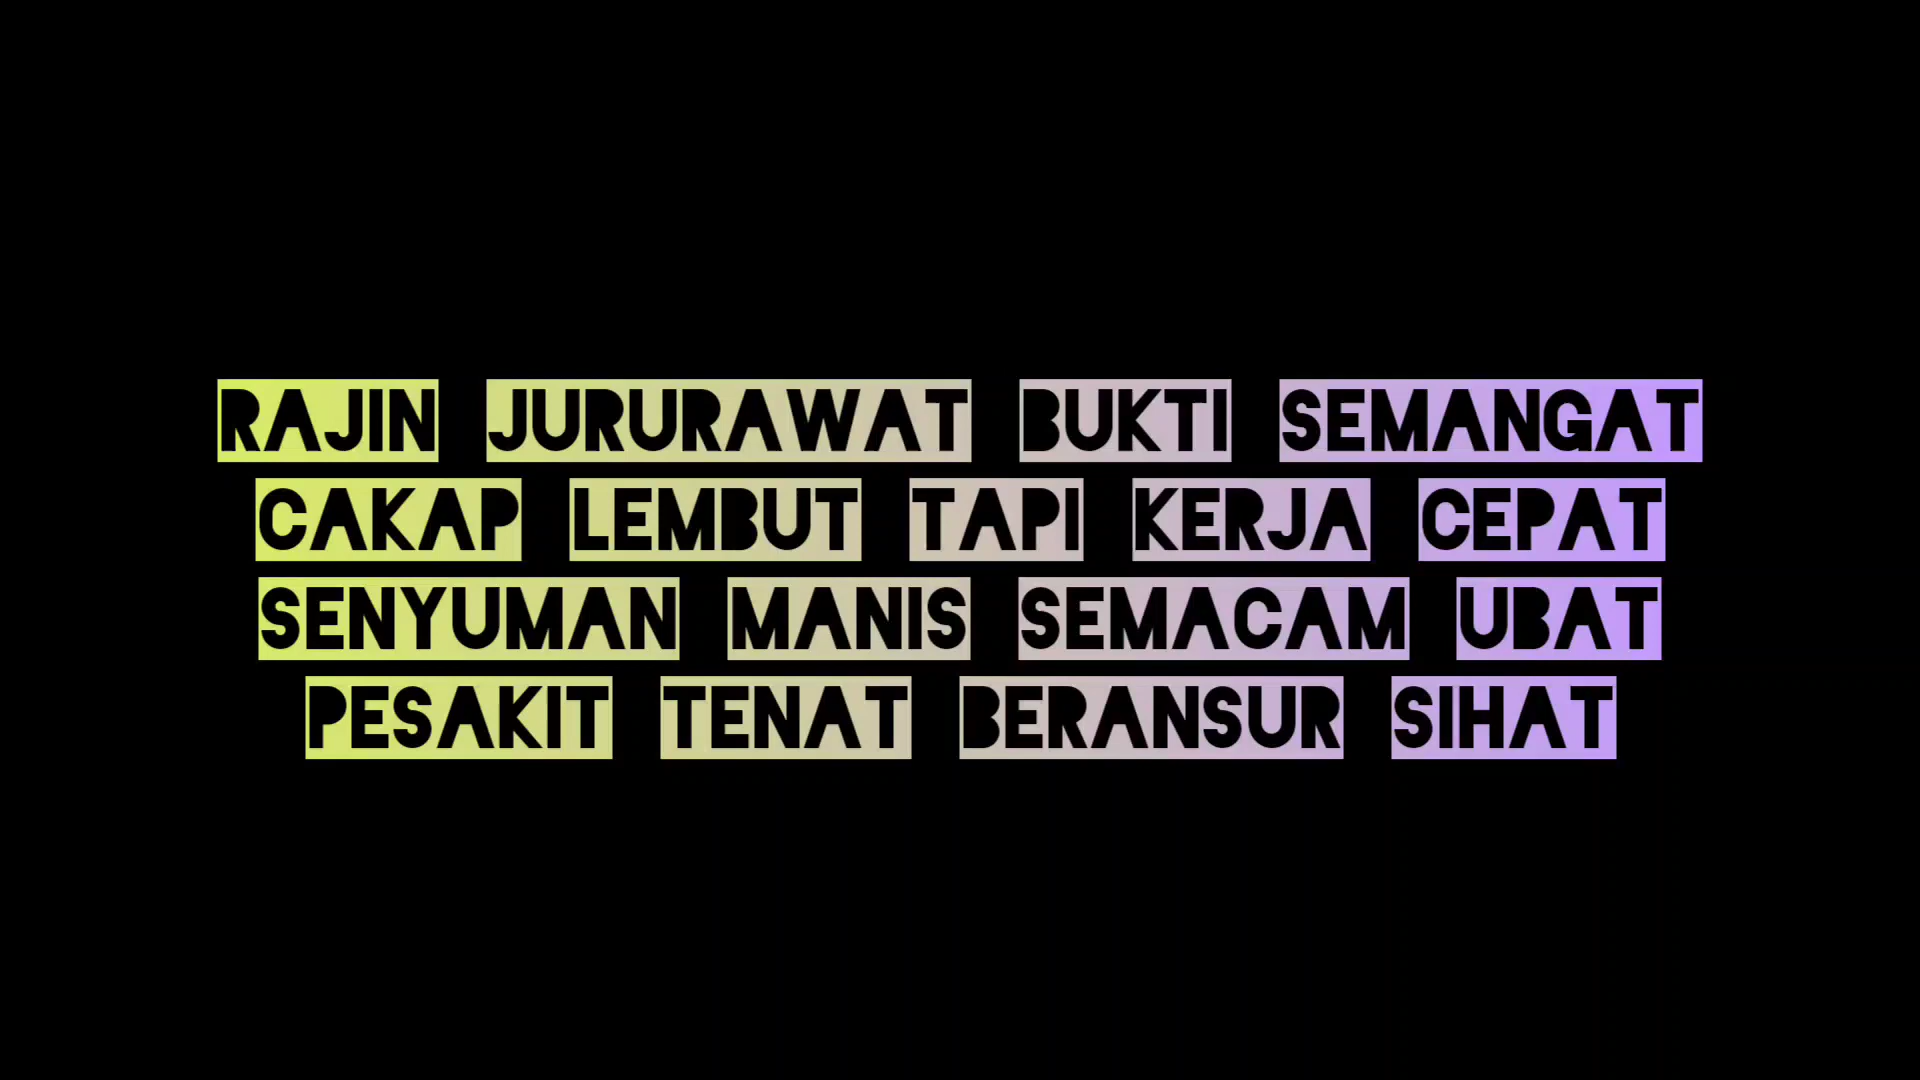 RAJIN JURURAWAT BUKTI SEMANGAT
CAKAP LEMBUT TAPI KERJA CEPAT
SENYUMAN MANIS SEMACAM UBAT
PESAKIT TENAT BERANSUR SIHAT